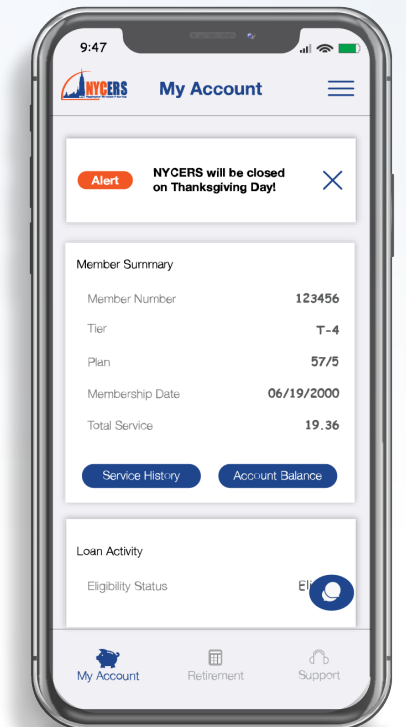 9:47
NYCERS
My Account
Alert
NYCERS will be closed
on Thanksgiving Day!
Member Summary
Member Number 123456
Tier T-4
Plan 57/5
Membership Date 06/19/2000
Total Service 19.36
Service History Account Balance
Loan Activity
Eligibility Status
My Account Retirement Support